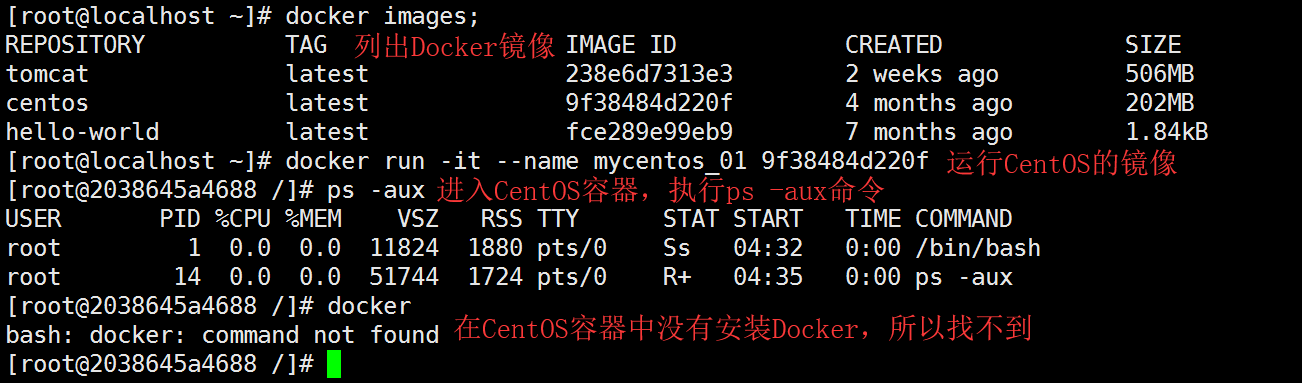 [root@localhost ~]# docker images;
REPOSITORY TAG 列出Docker镜像 IMAGE ID CREATED SIZE
tomcat latest 238e6d7313e3 2 weeks ago 506MB
centos latest 9f38484d220f 4 months ago 202MB
hello-world latest fce289e99eb9 7 months ago 1.84kB
[root@localhost ~]# docker run -it --name mycentos_01 9f38484d220f 运行CentOS的镜像
[root@2038645a4688 /]# ps -aux 进入CentOS容器，执行ps -aux命令
USER PID %CPU %MEM VSZ RSS TTY STAT START TIME COMMAND
root 1 0.0 0.0 11824 1880 pts/0 Ss 04:32 0:00 /bin/bash
root 14 0.0 0.0 51744 1724 pts/0 R+ 04:35 0:00 ps -aux
[root@2038645a4688 /]# docker
bash: docker: command not found 在CentOS容器中没有安装Docker，所以找不到
[root@2038645a4688 /]#